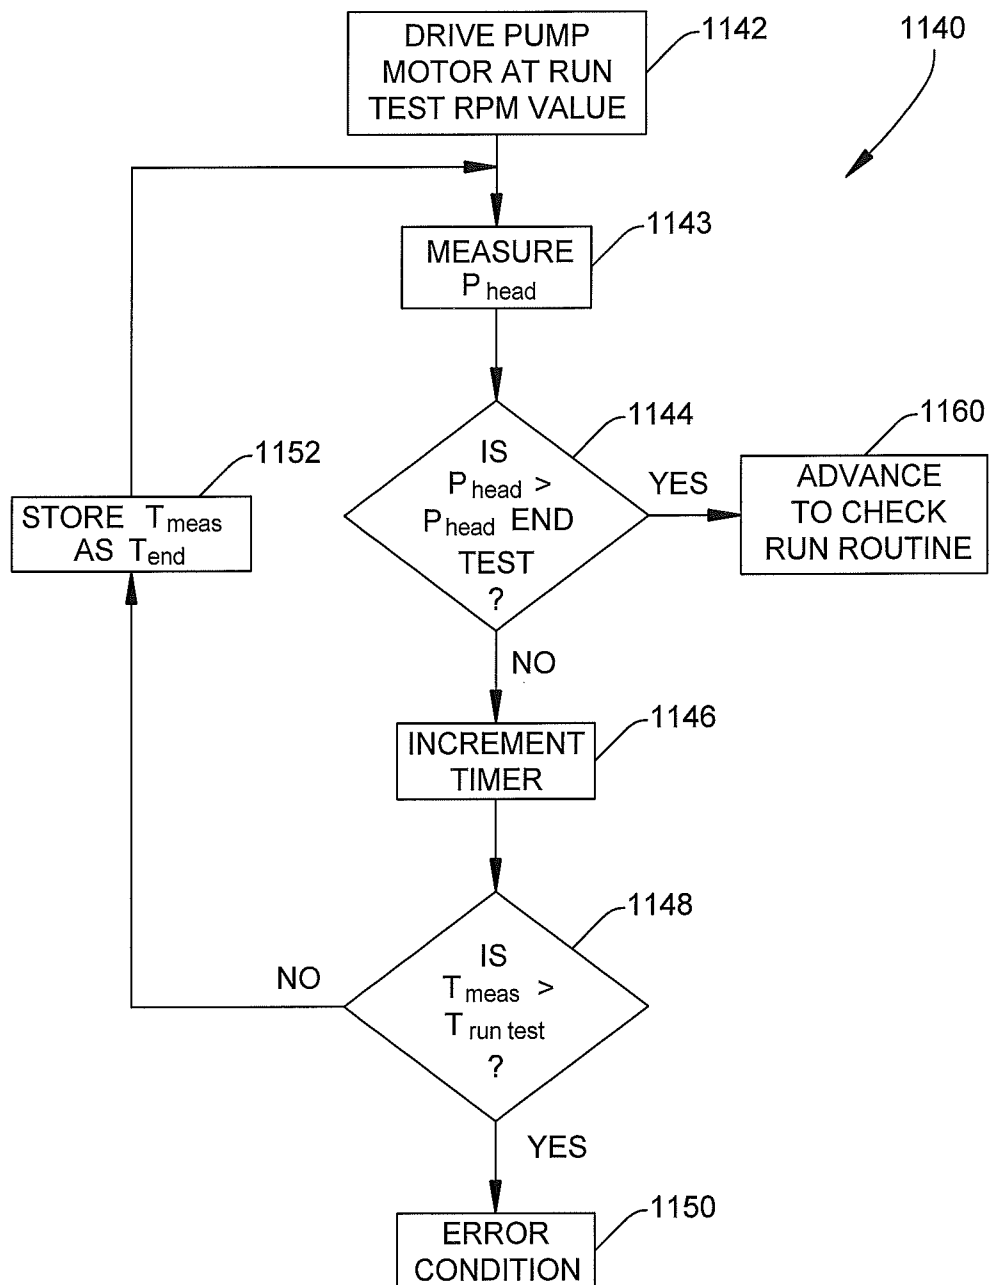 DRIVE PUMP
MOTOR AT RUN
TEST RPM VALUE
1142
1140
MEASURE
P head
1143
IS
P head >
P head END
TEST
?
1144
YES
1160
ADVANCE
TO CHECK
RUN ROUTINE
1152
STORE T meas
AS T end
NO
INCREMENT
TIMER
1146
IS
T meas >
T run test
?
1148
NO
YES
ERROR
CONDITION
1150